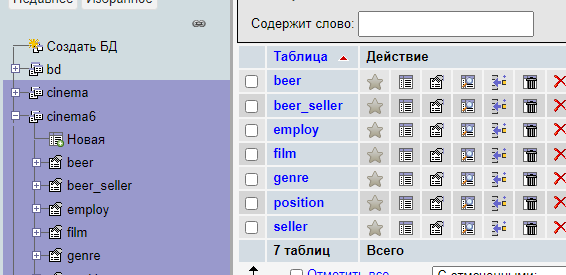 Недавнее Избранное
Создать БД
bd
cinema
cinema6
Новая
beer
beer_seller
employ
film
genre
Содержит слово:
Таблица Действие
beer
beer_seller
employ
film
genre
position
seller
7 таблиц Всего
Отметить все С отмеченными: